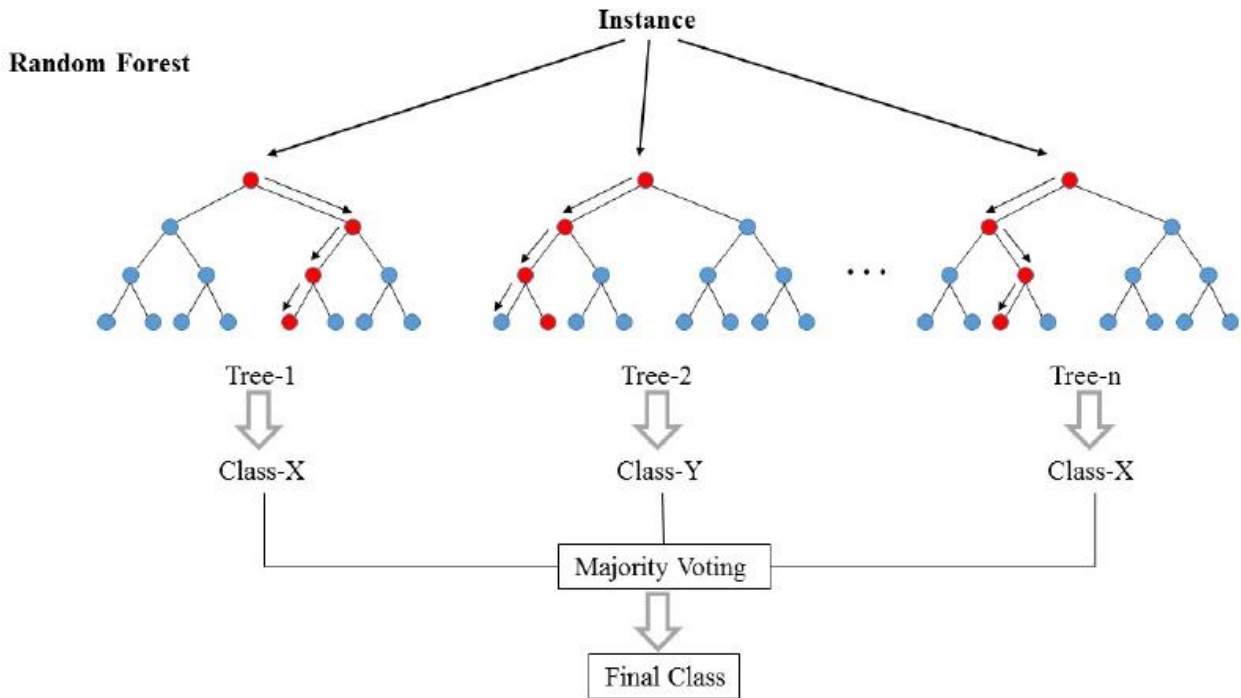 Instance
Random Forest
...
Tree-1
Tree-2
Tree-n
Class-X
Class-Y
Class-X
Majority Voting
Final Class